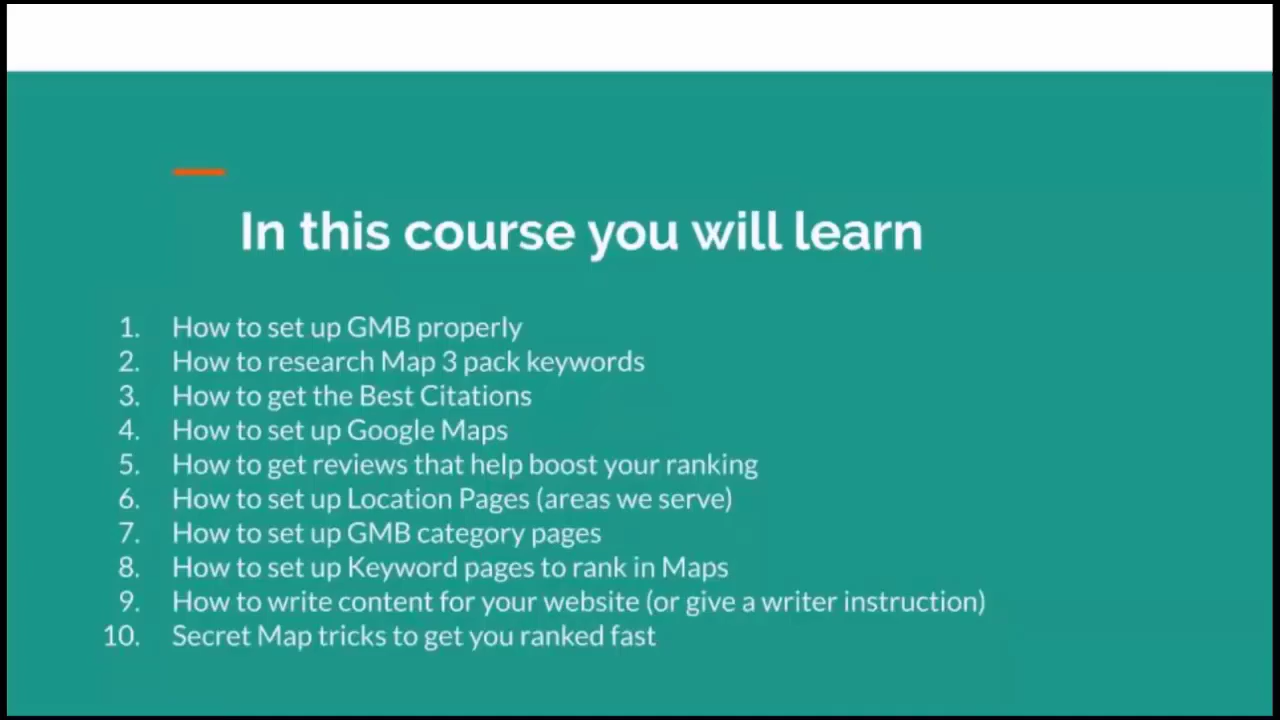 In this course you will learn
1. How to set up GMB properly
2. How to research Map 3 pack keywords
3. How to get the Best Citations
4. How to set up Google Maps
5. How to get reviews that help boost your ranking
6. How to set up Location Pages (areas we serve)
7. How to set up GMB category pages
8. How to set up Keyword pages to rank in Maps
9. How to write content for your website (or give a writer instruction)
10. Secret Map tricks to get you ranked fast